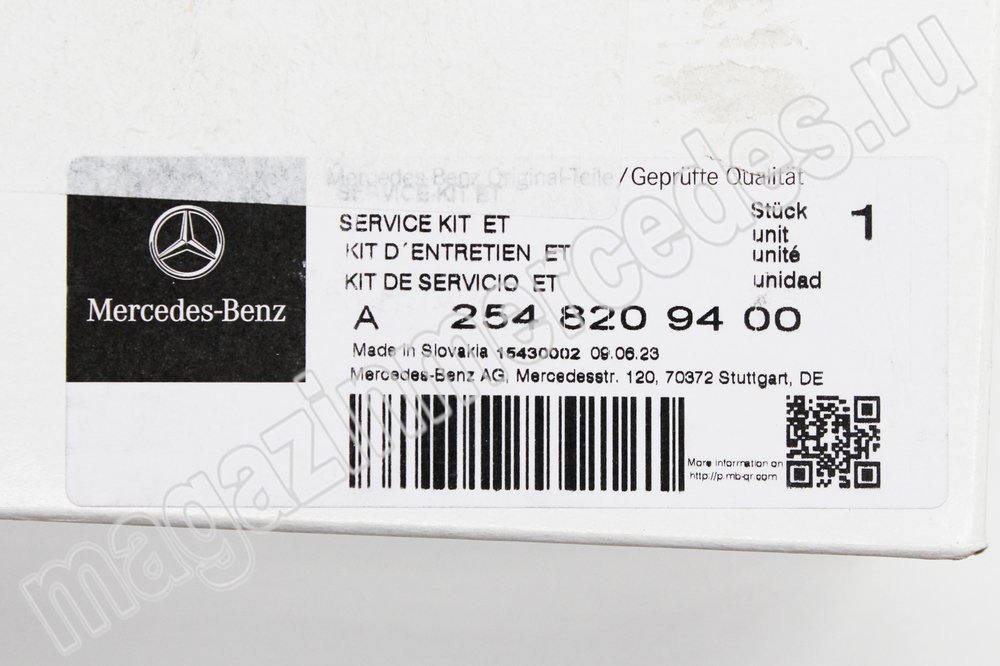 Mercedes-Benz Original-Teile /Geprüfte Qualität
SERVICE KIT ET
SERVICE KIT ET
KIT D´ENTRETIEN ET
KIT DE SERVICIO ET
Stück
unit
unité
unidad
1
Mercedes-Benz
A 254 820 94 00
Made in Slovakia 15430002 09.06.23
Mercedes-Benz AG, Mercedesstr. 120, 70372 Stuttgart, DE
More information on
http://p.mb-qr.com
magazinmercedes.ru